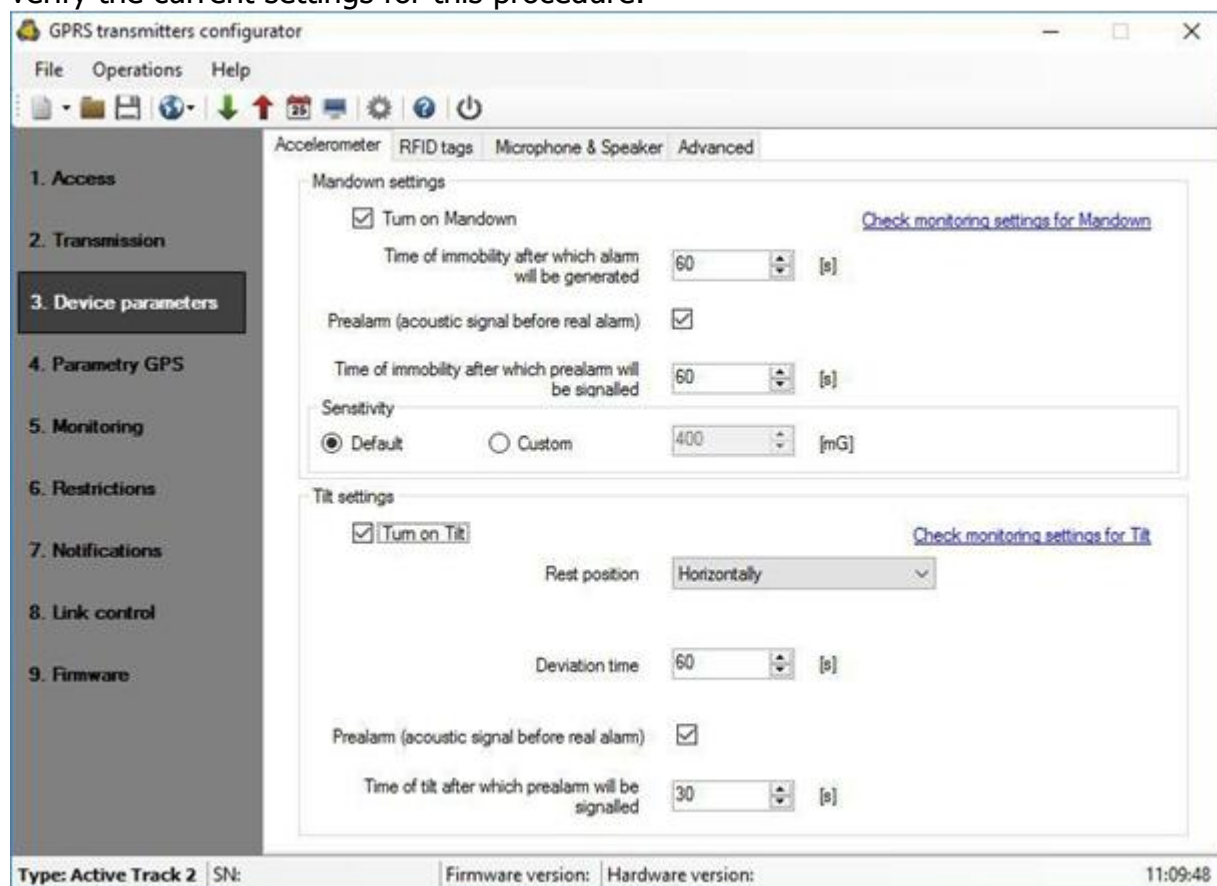 verify the current settings for this procedure.
GPRS transmitters configurator
File Operations Help
Accelerometer RFID tags Microphone & Speaker Advanced
1. Access
2. Transmission
3. Device parameters
4. Parametry GPS
5. Monitoring
6. Restrictions
7. Notifications
8. Link control
9. Firmware
Mandown settings
Turn on Mandown Check monitoring settings for Mandown
Time of immobility after which alarm
will be generated 60 [s]
Prealarm (acoustic signal before real alarm)
Time of immobility after which prealarm will
be signalled 60 [s]
Sensitivity
Default Custom 400 [mG]
Tilt settings
Turn on Tilt Check monitoring settings for Tilt
Rest position Horizontally
Deviation time 60 [s]
Prealarm (acoustic signal before real alarm)
Time of tilt after which prealarm will be
signalled 30 [s]
Type: Active Track 2 SN: Firmware version: Hardware version: 11:09:48